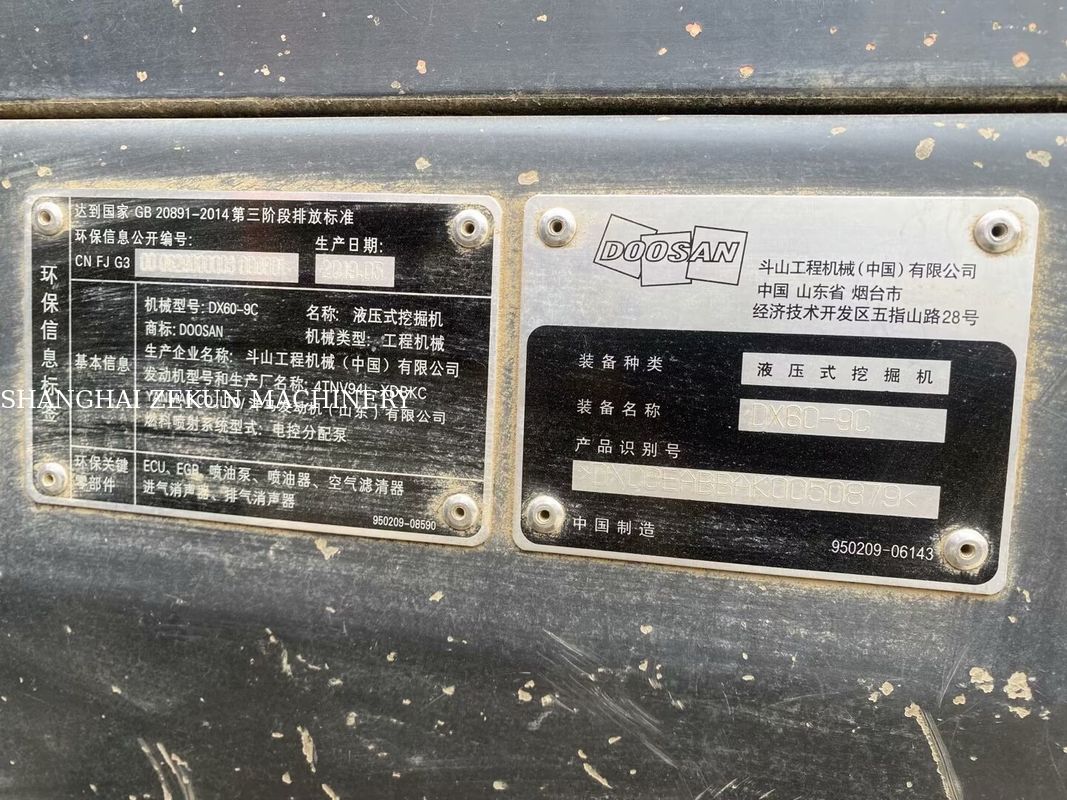 达到国家 GB 20891-2014 第三阶段排放标准
环保信息公开编号:
生产日期:
CN FJ G3
2019.03
环保信息标签
基本信息
机械型号: DX60-9C 名称: 液压式挖掘机
商标: DOOSAN 机械类型: 工程机械
生产企业名称: 斗山工程机械(中国)有限公司
发动机型号和生产厂名称: 4TNV94L-
发动机(山东)有限公司
燃料喷射系统型式: 电控分配泵
环保关键零部件
ECU、EGR、喷油泵、喷油器、空气滤清器
进气消声器、排气消声器
950209-08590
SHANGHAI ZEKUN MACHINERY
DOOSAN
斗山工程机械(中国)有限公司
中国 山东省 烟台市
经济技术开发区五指山路28号
装备种类 液压式挖掘机
装备名称 DX60-9C
产品识别号
中国制造
950209-06143